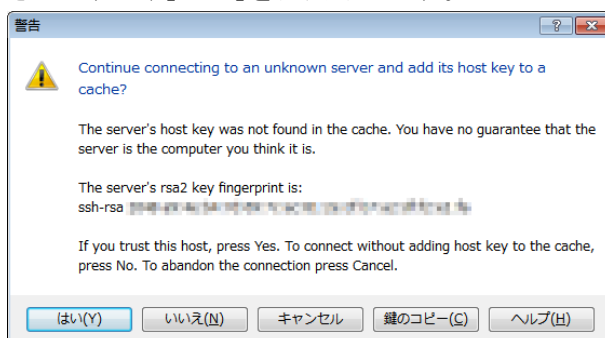 警告
Continue connecting to an unknown server and add its host key to a
cache?
The server's host key was not found in the cache. You have no guarantee that the
server is the computer you think it is.
The server's rsa2 key fingerprint is:
ssh-rsa
If you trust this host, press Yes. To connect without adding host key to the cache,
press No. To abandon the connection press Cancel.
はい(Y) いいえ(N) キャンセル 鍵のコピー(C) ヘルプ(H)